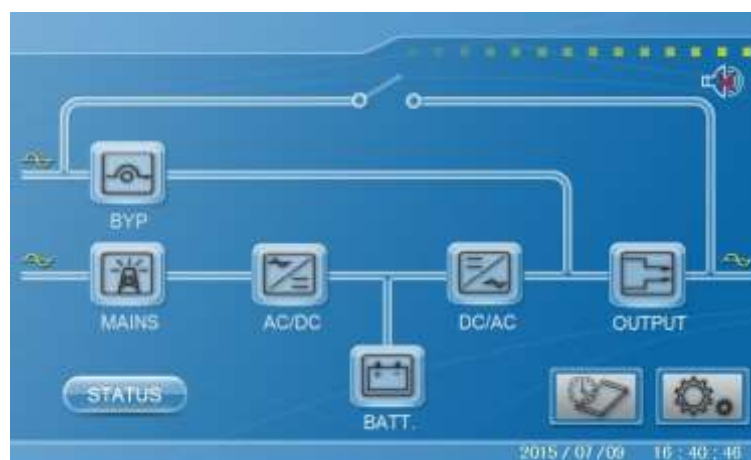 BYP
MAINS
AC/DC
DC/AC
OUTPUT
STATUS
BATT.
2015 / 07 / 09 16 : 40 : 46